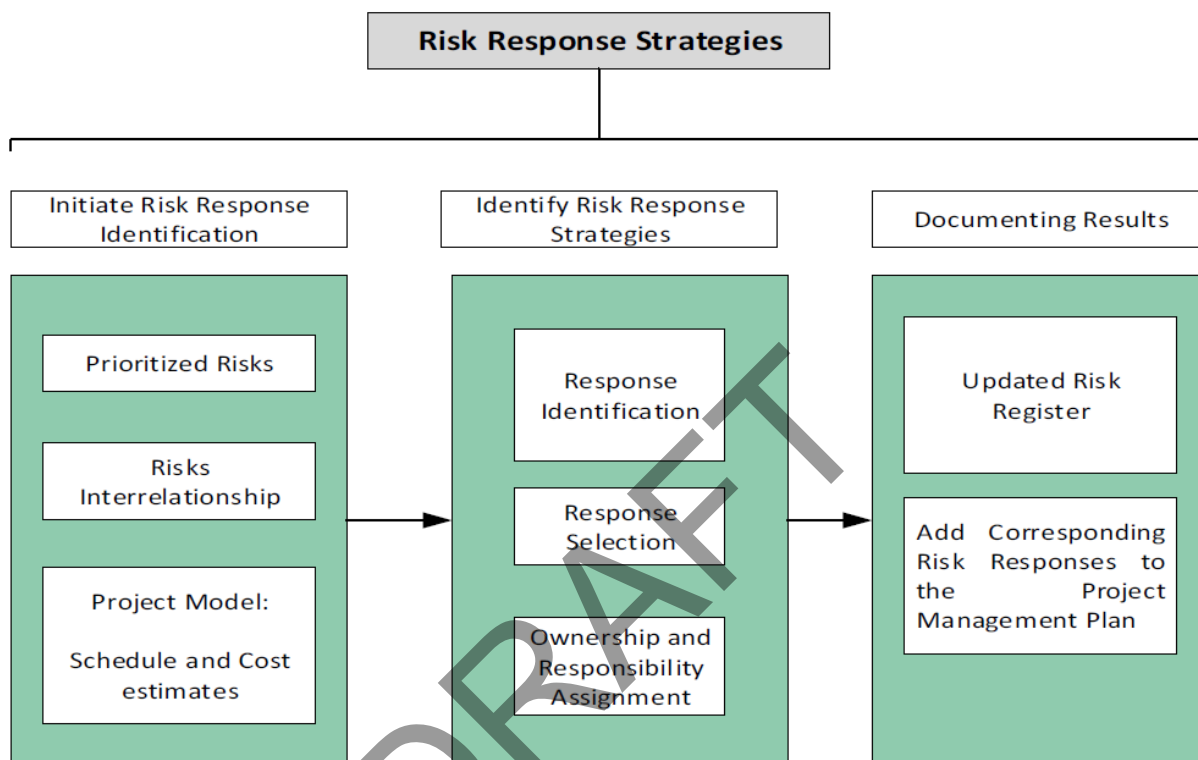 Risk Response Strategies
Initiate Risk Response
Identification
Prioritized Risks
Risks
Interrelationship
Project Model:
Schedule and Cost
estimates
Identify Risk Response
Strategies
Response
Identification
Response
Selection
Ownership and
Responsibility
Assignment
Documenting Results
Updated Risk
Register
Add Corresponding
Risk Responses to
the Project
Management Plan
DRAFT